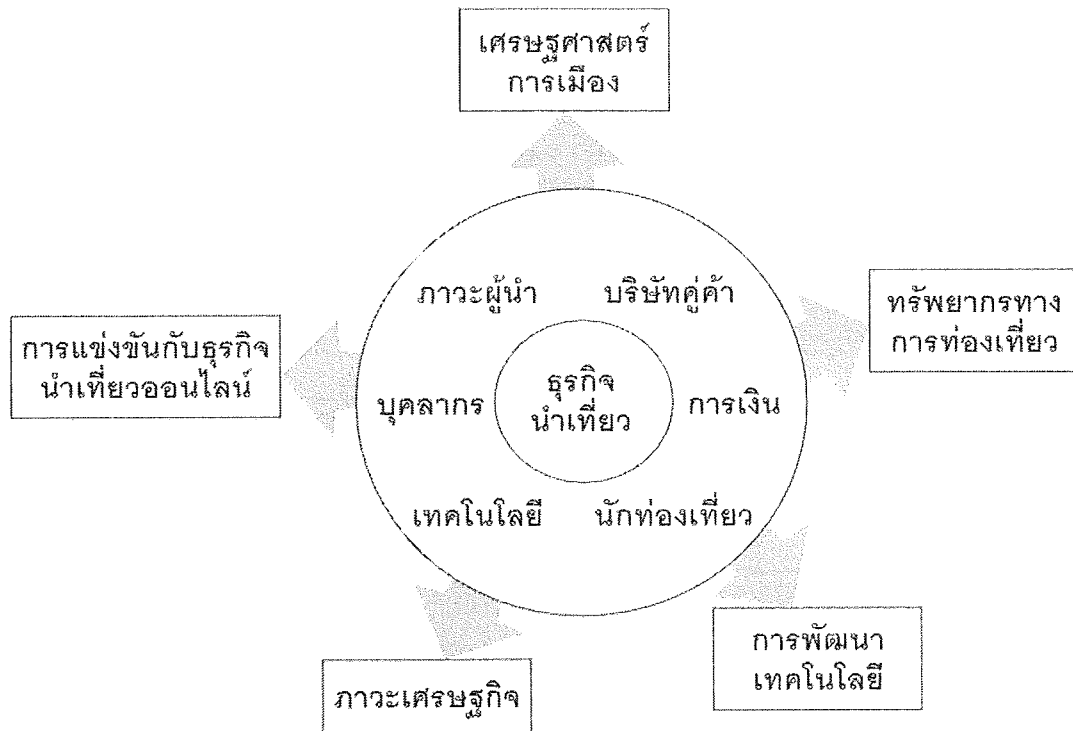 เศรษฐศาสตร์
การเมือง
ภาวะผู้นำ
บริษัทคู่ค้า
ทรัพยากรทาง
การท่องเที่ยว
การแข่งขันกับธุรกิจ
นำเที่ยวออนไลน์
บุคลากร
ธุรกิจ
นำเที่ยว
การเงิน
เทคโนโลยี
นักท่องเที่ยว
การพัฒนา
เทคโนโลยี
ภาวะเศรษฐกิจ